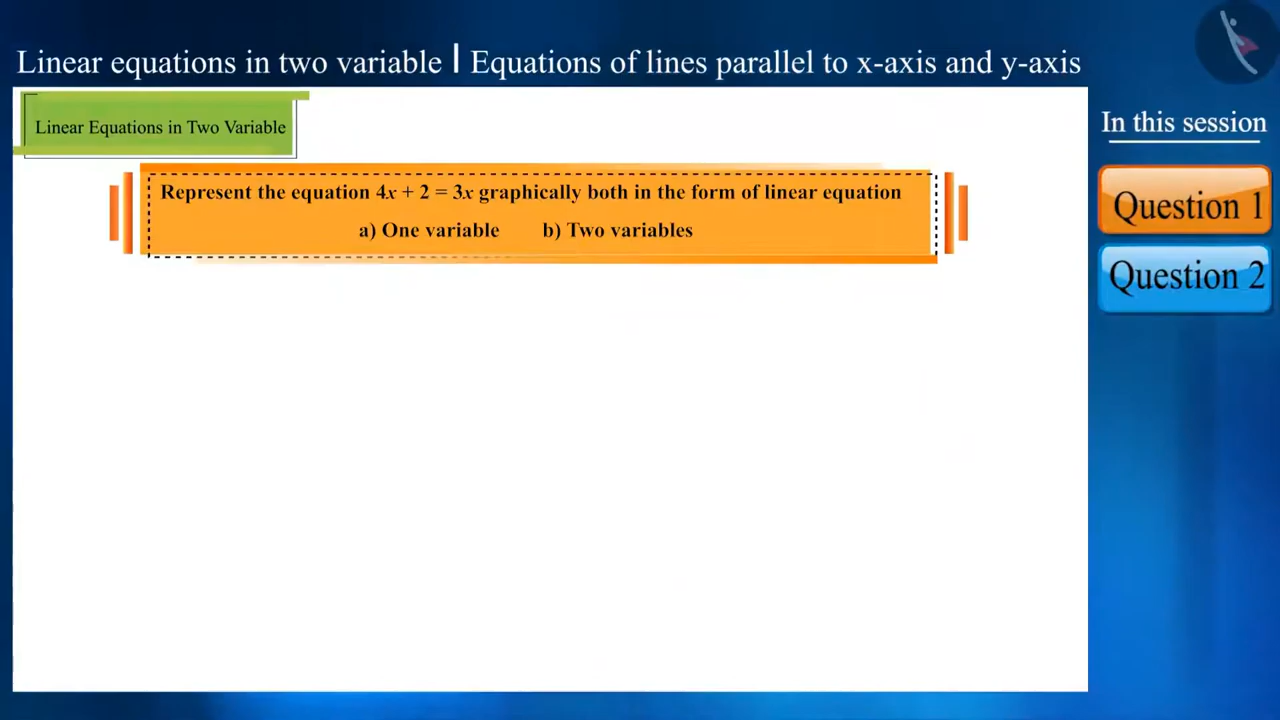 Linear equations in two variable | Equations of lines parallel to x-axis and y-axis
In this session
Linear Equations in Two Variable
Represent the equation 4x + 2 = 3x graphically both in the form of linear equation
a) One variable b) Two variables
Question 1
Question 2